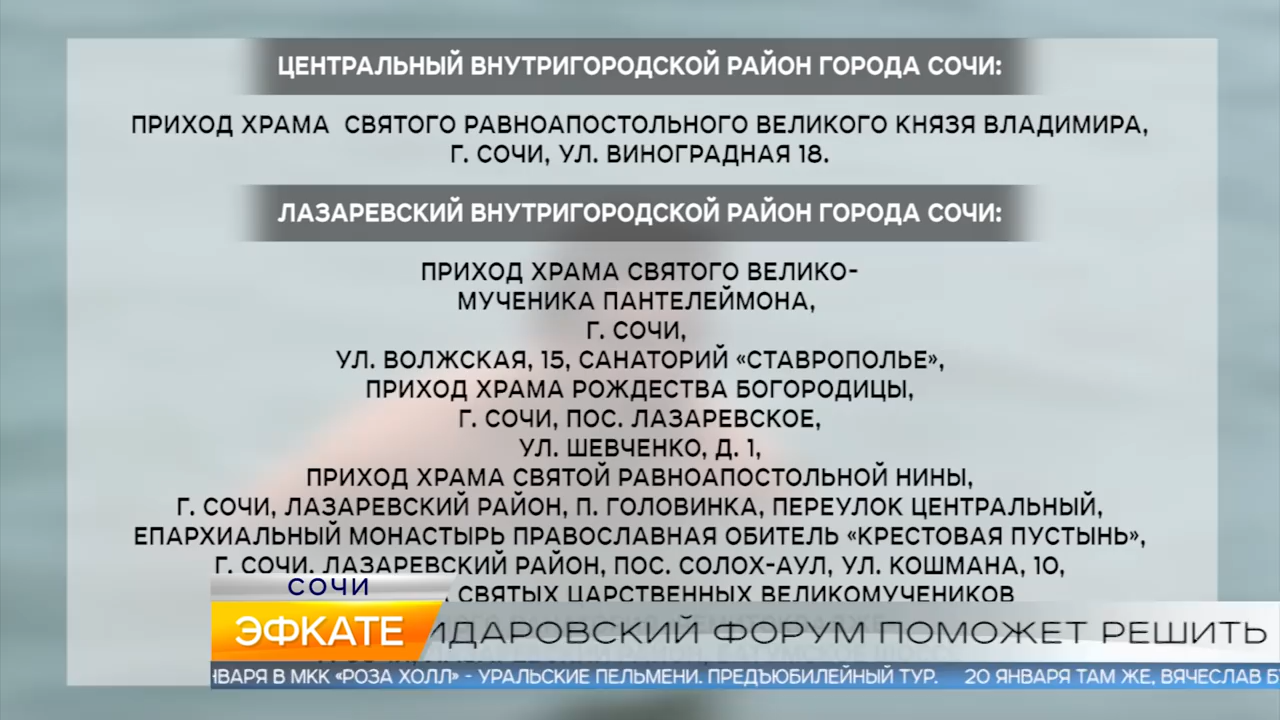 ЦЕНТРАЛЬНЫЙ ВНУТРИГОРОДСКОЙ РАЙОН ГОРОДА СОЧИ:
ПРИХОД ХРАМА СВЯТОГО РАВНОАПОСТОЛЬНОГО ВЕЛИКОГО КНЯЗЯ ВЛАДИМИРА,
Г. СОЧИ, УЛ. ВИНОГРАДНАЯ 18.
ЛАЗАРЕВСКИЙ ВНУТРИГОРОДСКОЙ РАЙОН ГОРОДА СОЧИ:
ПРИХОД ХРАМА СВЯТОГО ВЕЛИКО-
МУЧЕНИКА ПАНТЕЛЕЙМОНА,
Г. СОЧИ,
УЛ. ВОЛЖСКАЯ, 15, САНАТОРИЙ «СТАВРОПОЛЬЕ»,
ПРИХОД ХРАМА РОЖДЕСТВА БОГОРОДИЦЫ,
Г. СОЧИ, ПОС. ЛАЗАРЕВСКОЕ,
УЛ. ШЕВЧЕНКО, Д. 1,
ПРИХОД ХРАМА СВЯТОЙ РАВНОАПОСТОЛЬНОЙ НИНЫ,
Г. СОЧИ, ЛАЗАРЕВСКИЙ РАЙОН, П. ГОЛОВИНКА, ПЕРЕУЛОК ЦЕНТРАЛЬНЫЙ,
ЕПАРХИАЛЬНЫЙ МОНАСТЫРЬ ПРАВОСЛАВНАЯ ОБИТЕЛЬ «КРЕСТОВАЯ ПУСТЫНЬ»,
Г. СОЧИ, ЛАЗАРЕВСКИЙ РАЙОН, ПОС. СОЛОХ-АУЛ, УЛ. КОШМАНА, 10,
СВЯТЫХ ЦАРСТВЕННЫХ ВЕЛИКОМУЧЕНИКОВ
СОЧИ
ЭФКАТЕ
ИДАРОВСКИЙ ФОРУМ ПОМОЖЕТ РЕШИТЬ
НВАРЯ В МКК «РОЗА ХОЛЛ» - УРАЛЬСКИЕ ПЕЛЬМЕНИ. ПРЕДЪЮБИЛЕЙНЫЙ ТУР. 20 ЯНВАРЯ ТАМ ЖЕ, ВЯЧЕСЛАВ Б